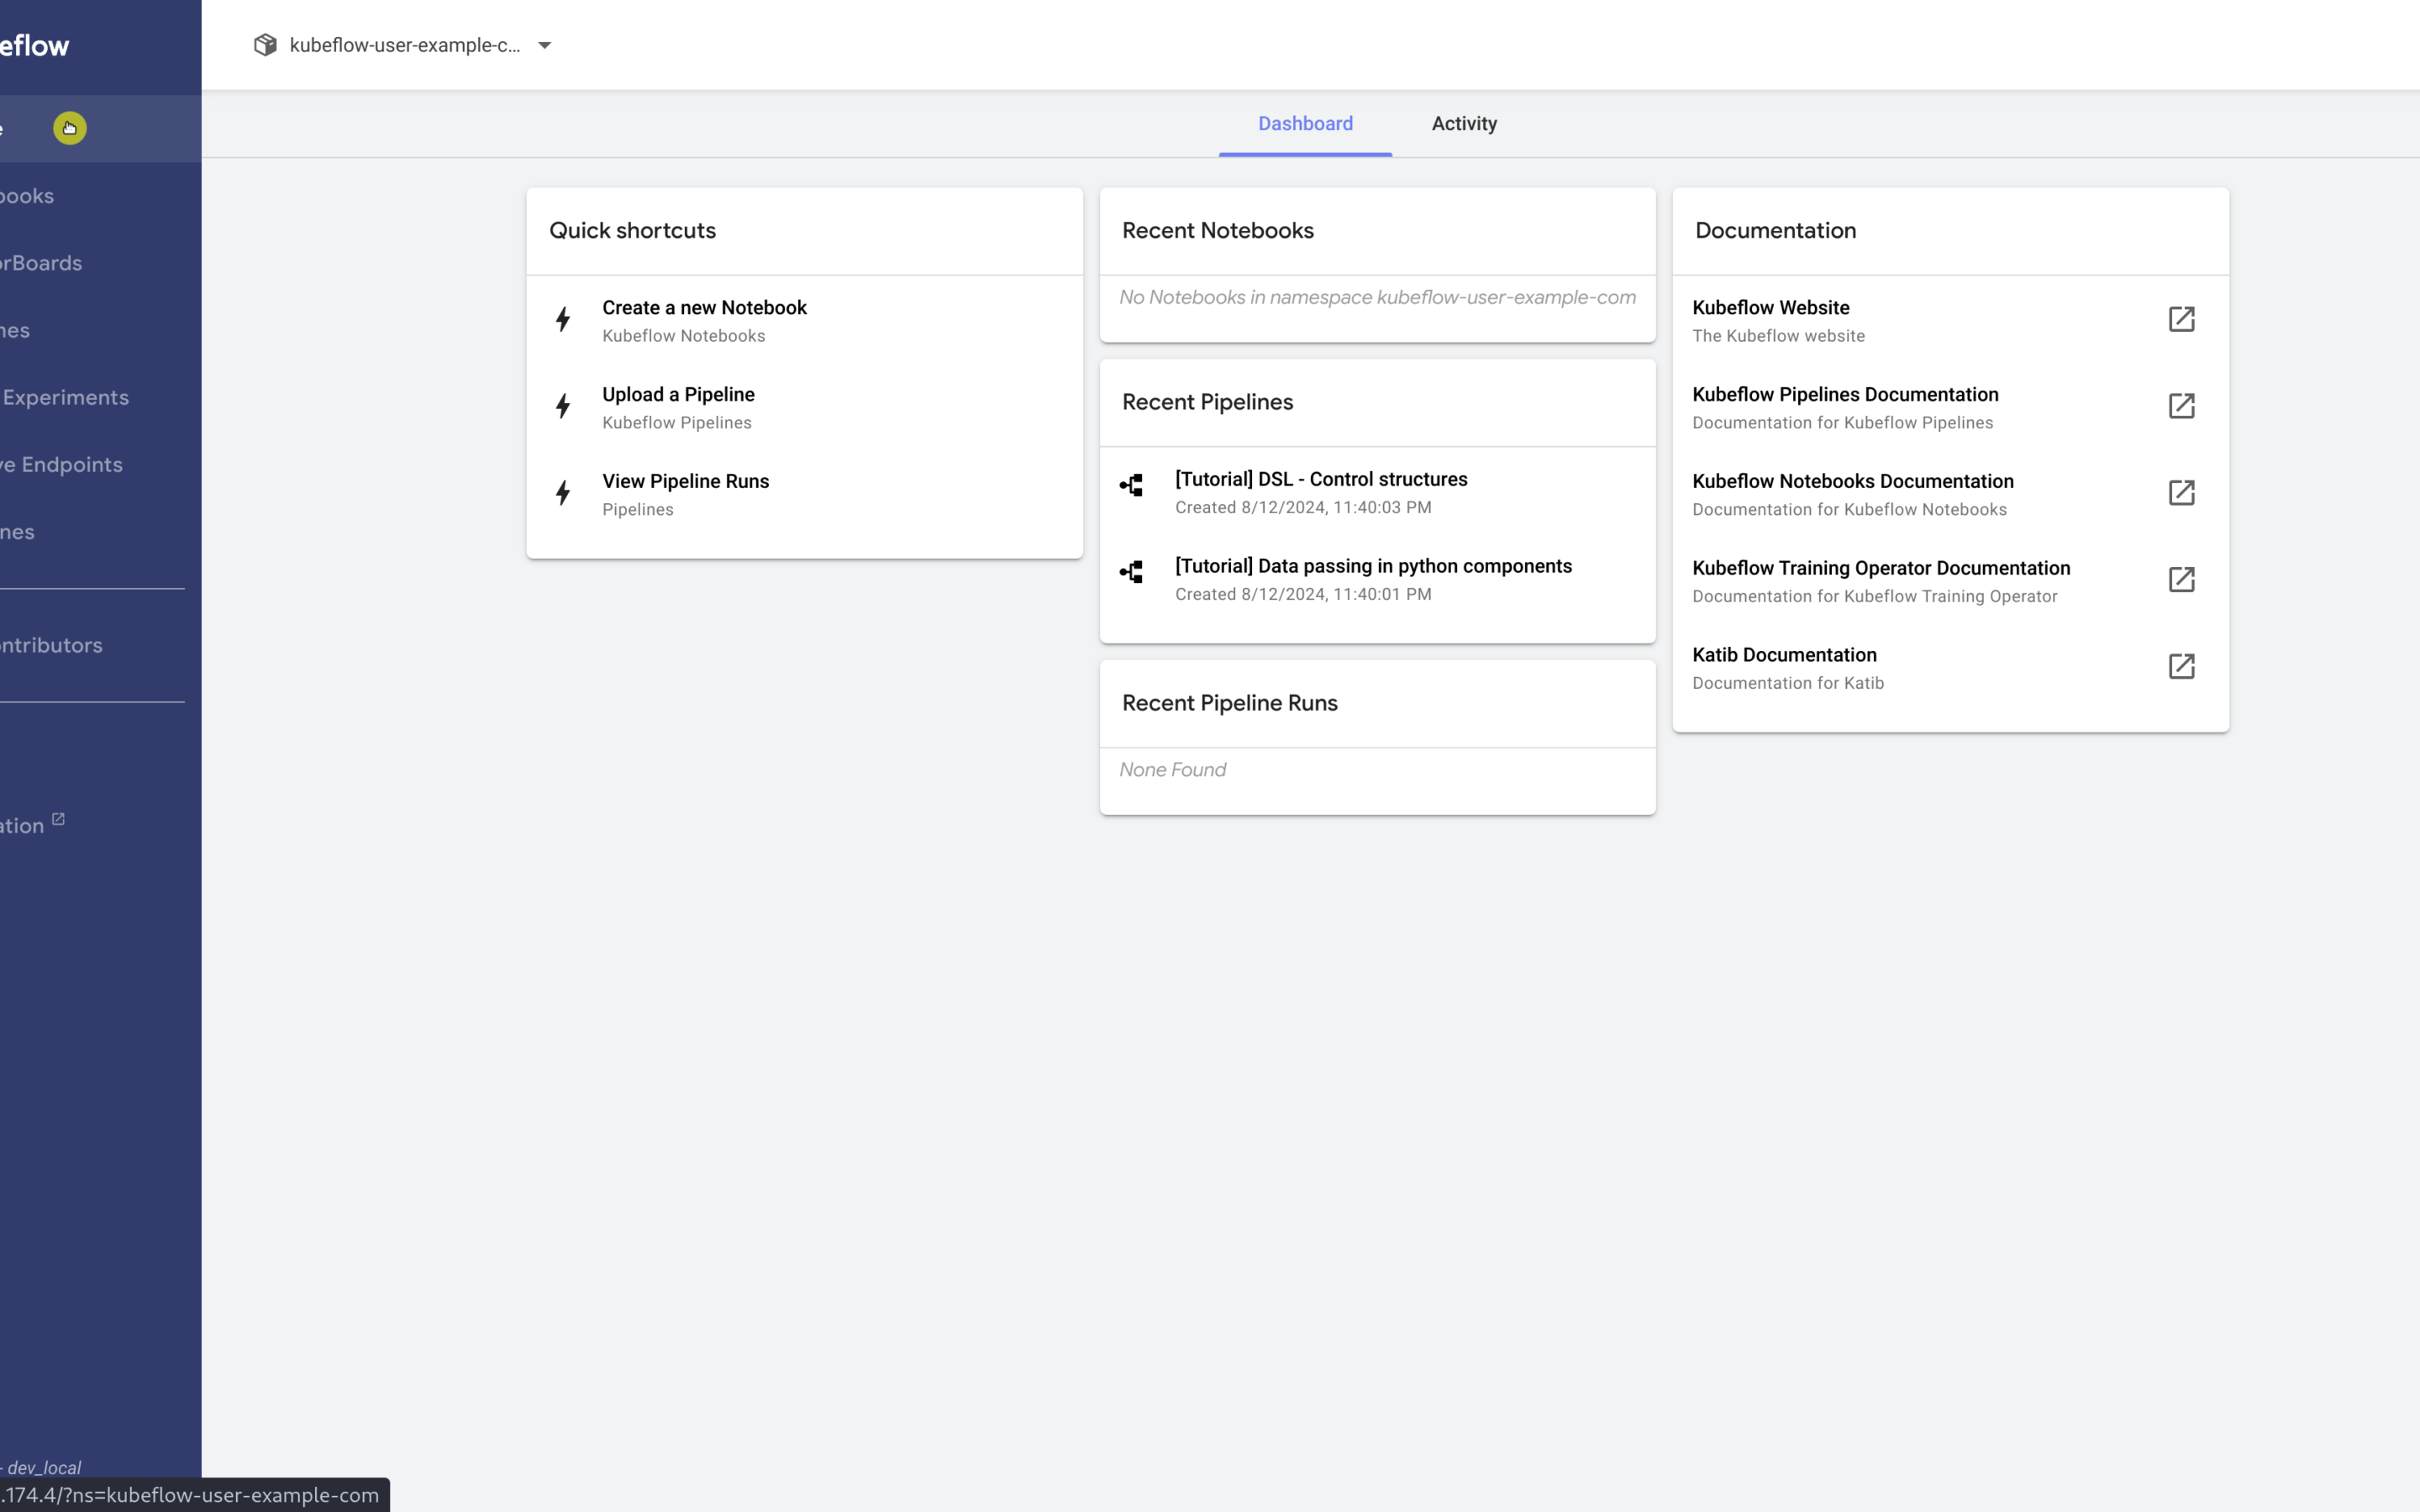 eflow
kubeflow-user-example-c...
Dashboard
Activity
e
ooks
orBoards
nes
Experiments
ve Endpoints
nes
ontributors
ation
- dev_local
.174.4/?ns=kubeflow-user-example-com
Quick shortcuts
Create a new Notebook
Kubeflow Notebooks
Upload a Pipeline
Kubeflow Pipelines
View Pipeline Runs
Pipelines
Recent Notebooks
No Notebooks in namespace kubeflow-user-example-com
Recent Pipelines
[Tutorial] DSL - Control structures
Created 8/12/2024, 11:40:03 PM
[Tutorial] Data passing in python components
Created 8/12/2024, 11:40:01 PM
Recent Pipeline Runs
None Found
Documentation
Kubeflow Website
The Kubeflow website
Kubeflow Pipelines Documentation
Documentation for Kubeflow Pipelines
Kubeflow Notebooks Documentation
Documentation for Kubeflow Notebooks
Kubeflow Training Operator Documentation
Documentation for Kubeflow Training Operator
Katib Documentation
Documentation for Katib